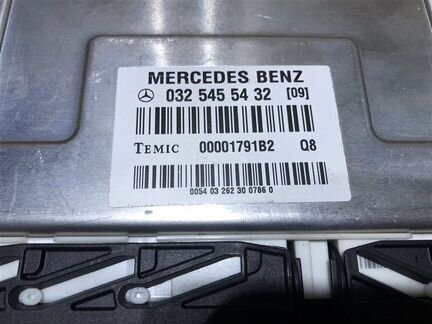 MERCEDES BENZ
032 545 54 32 [09]
TEMIC 00001791B2 Q8
0054 03 262 30 0786 0